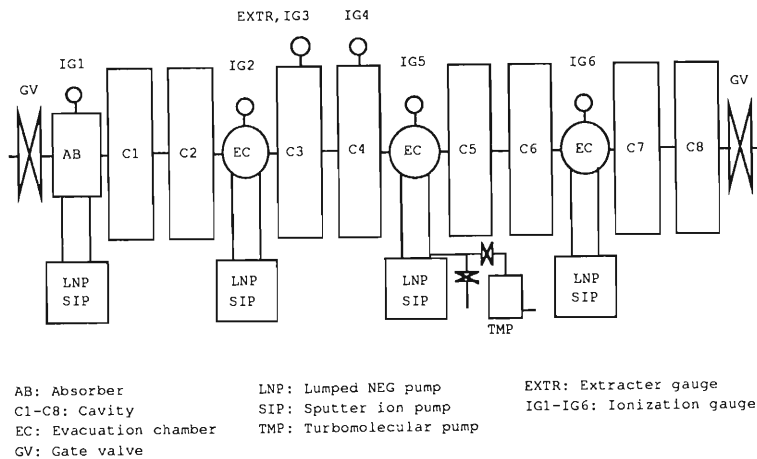 EXTR, IG3
IG4
IG1
IG2
IG5
IG6
GV
GV
AB
C1
C2
EC
C3
C4
EC
C5
C6
EC
C7
C8
LNP
SIP
LNP
SIP
LNP
SIP
LNP
SIP
TMP
AB: Absorber
C1-C8: Cavity
EC: Evacuation chamber
GV: Gate valve
LNP: Lumped NEG pump
SIP: Sputter ion pump
TMP: Turbomolecular pump
EXTR: Extracter gauge
IG1-IG6: Ionization gauge